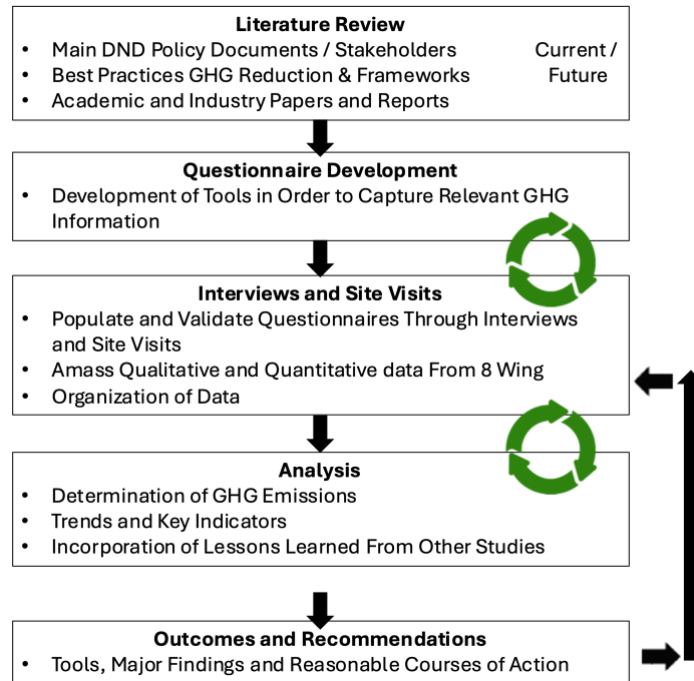 Literature Review
• Main DND Policy Documents / Stakeholders Current /
• Best Practices GHG Reduction & Frameworks Future
• Academic and Industry Papers and Reports
Questionnaire Development
• Development of Tools in Order to Capture Relevant GHG
Information
Interviews and Site Visits
• Populate and Validate Questionnaires Through Interviews
and Site Visits
• Amass Qualitative and Quantitative data From 8 Wing
• Organization of Data
Analysis
• Determination of GHG Emissions
• Trends and Key Indicators
• Incorporation of Lessons Learned From Other Studies
Outcomes and Recommendations
• Tools, Major Findings and Reasonable Courses of Action